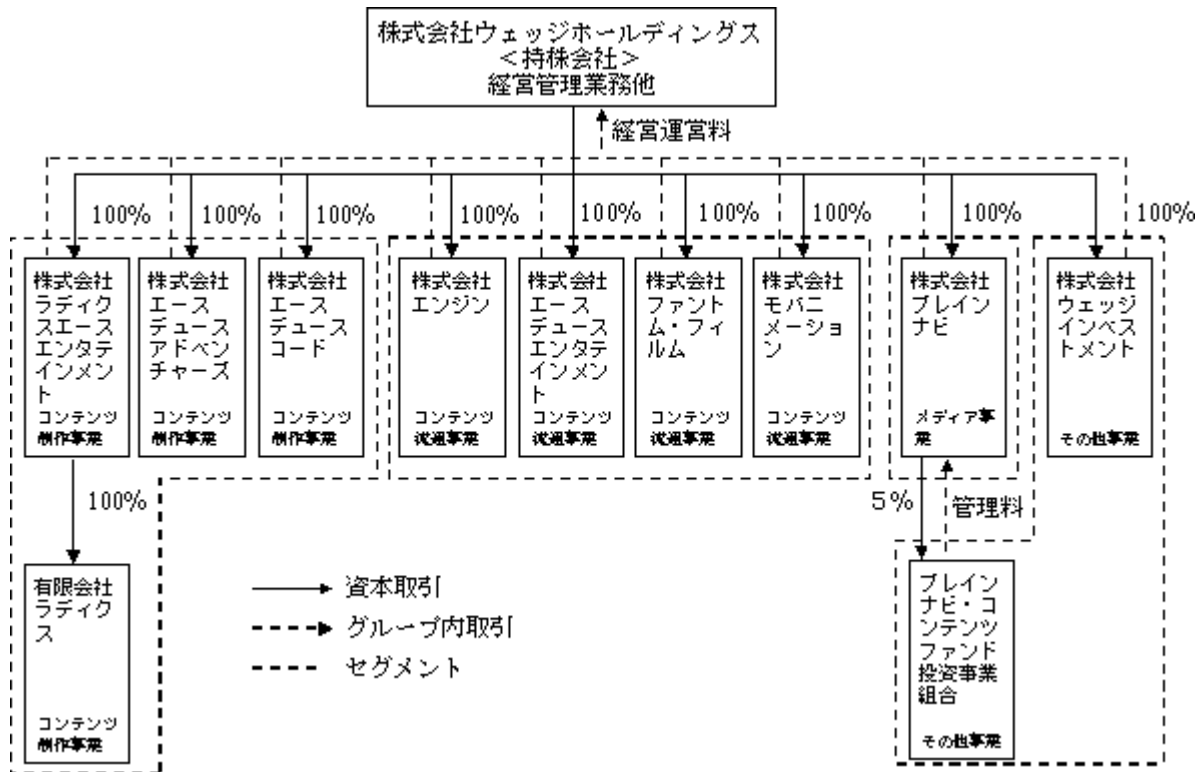 株式会社ウェッジホールディングス
＜持株会社＞
経営管理業務他
経営運営料
100%
100%
100%
100%
100%
100%
100%
100%
100%
株式会社
ラディク
スエース
エンタテ
インメン
ト
コンテンツ
制作事業
株式会社
エース
デュース
アドベン
チャーズ
コンテンツ
制作事業
株式会社
エース
デュース
コード
コンテンツ
制作事業
株式会社
エンジン
コンテンツ
流通事業
株式会社
エース
デュース
エンタテ
インメン
ト
コンテンツ
流通事業
株式会社
ファント
ム・フィ
ルム
コンテンツ
流通事業
株式会社
モバニ
メーショ
ン
コンテンツ
流通事業
株式会社
ブレイン
ナビ
メディア事
業
株式会社
ウェッジ
インベス
トメント
その他事業
100%
5%
管理料
有限会社
ラディク
ス
コンテンツ
制作事業
資本取引
グループ内取引
セグメント
ブレイン
ナビ・コ
ンテンツ
ファンド
投資事業
組合
その他事業